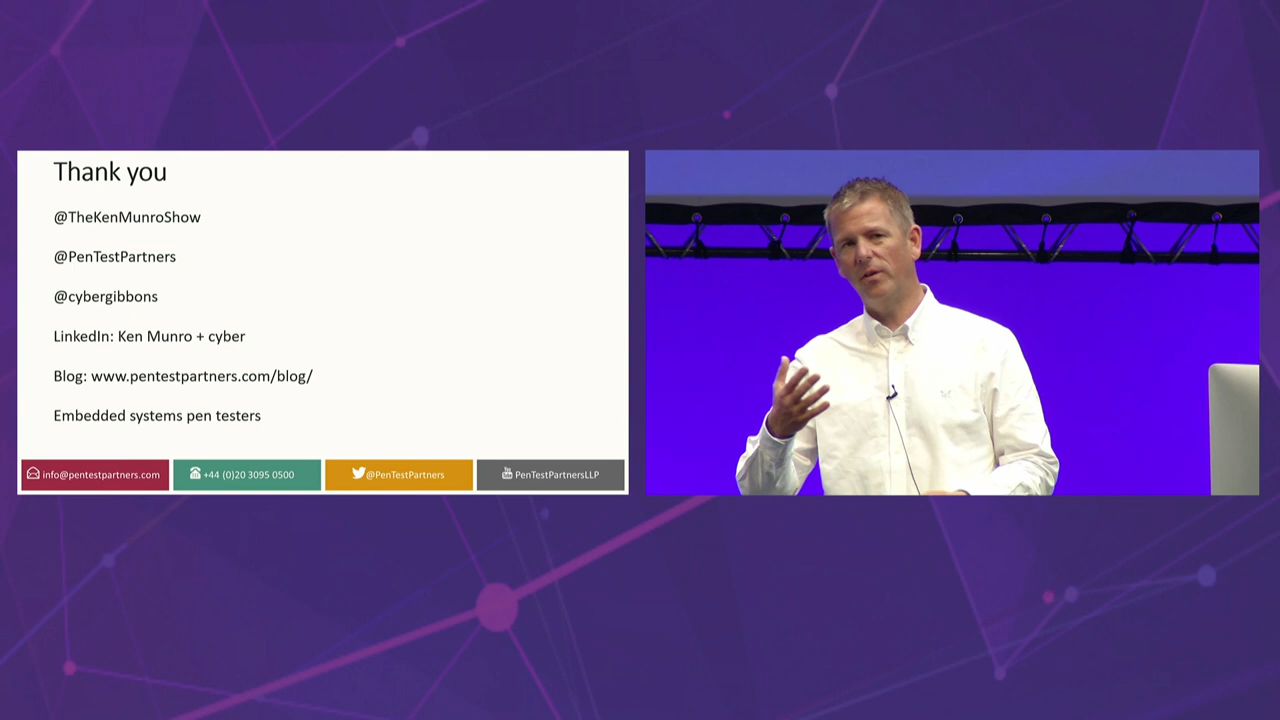 Thank you
@TheKenMunroShow
@PenTestPartners
@cybergibbons
LinkedIn: Ken Munro + cyber
Blog: www.pentestpartners.com/blog/
Embedded systems pen testers
info@pentestpartners.com
+44 (0)20 3095 0500
@PenTestPartners
PenTestPartnersLLP